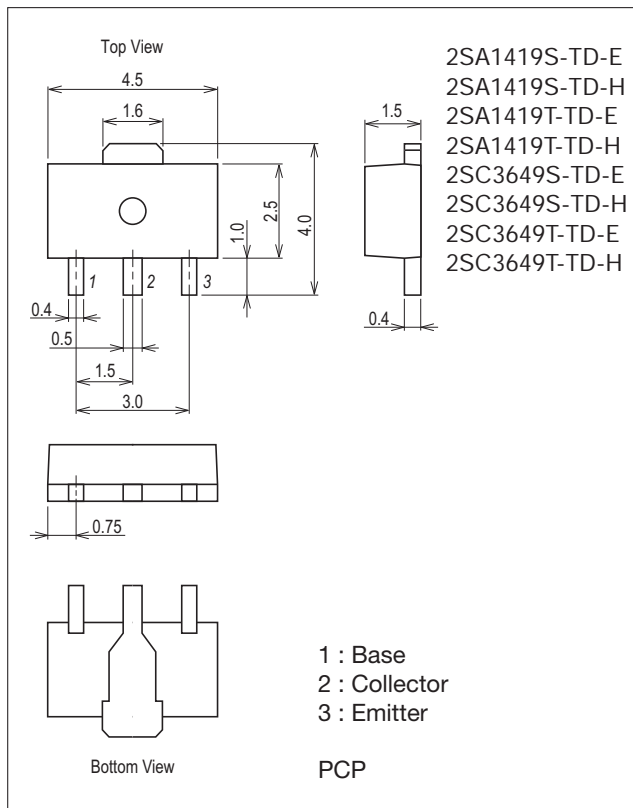 Top View
4.5
1.6
2SA1419S-TD-E
2SA1419S-TD-H
2SA1419T-TD-E
2SA1419T-TD-H
2SC3649S-TD-E
2SC3649S-TD-H
2SC3649T-TD-E
2SC3649T-TD-H
1.5
2.5
4.0
1.0
1
2
3
0.4
0.5
1.5
3.0
0.4
0.75
1 : Base
2 : Collector
3 : Emitter
Bottom View
PCP